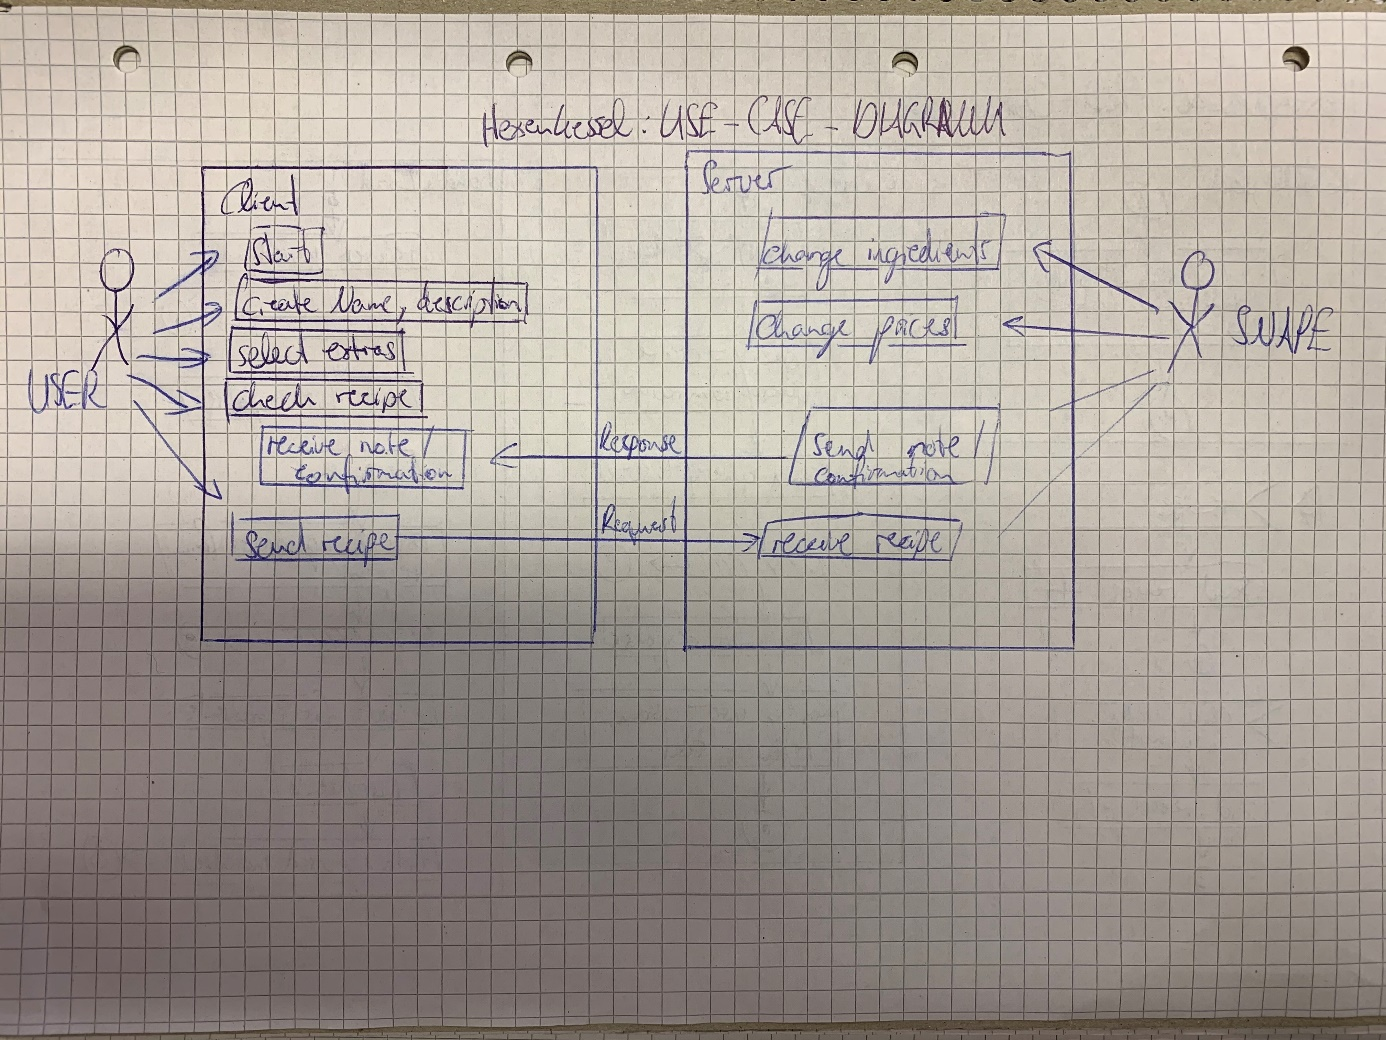 Hexenkessel: USE-CASE-DIAGRAMM
Client
Start
create Name, description
select extras
check recipe
receive note/
confirmation
send recipe
USER
Response
Request
Server
change ingredients
change prices
send note/
confirmation
receive recipe
SNAPE